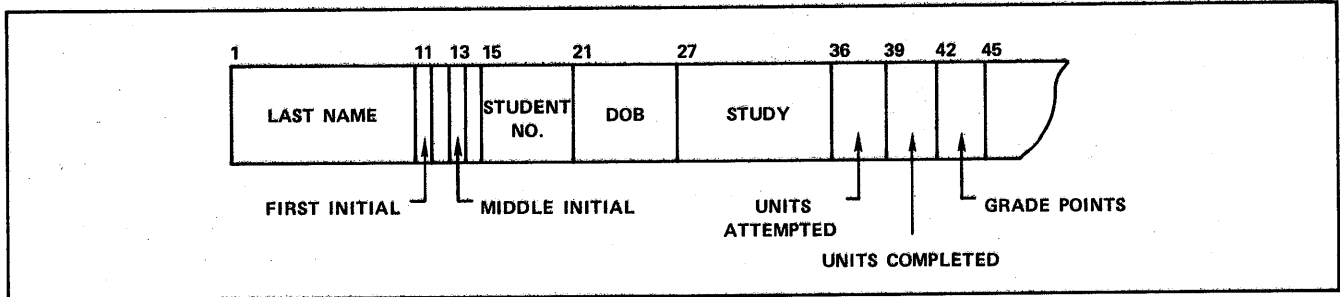 1 11 13 15 21 27 36 39 42 45
LAST NAME
STUDENT
NO.
DOB
STUDY
FIRST INITIAL
MIDDLE INITIAL
UNITS
ATTEMPTED
GRADE POINTS
UNITS COMPLETED